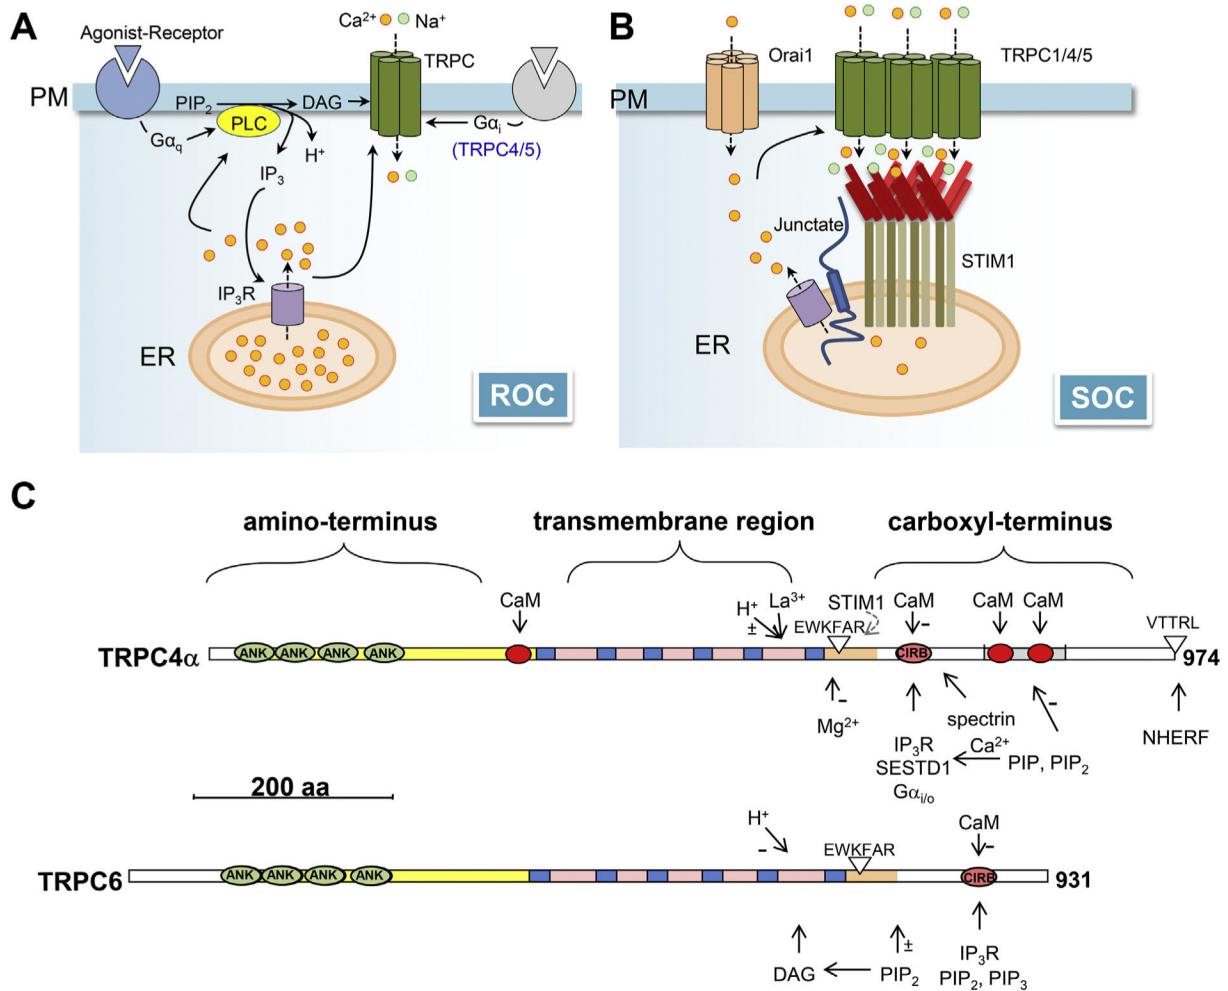 A
Agonist-Receptor
Ca²⁺ Na⁺
TRPC
PM
PIP₂
DAG
PLC
Gαq
H⁺
Gαi
(TRPC4/5)
IP₃
IP₃R
ER
ROC
B
Orai1
TRPC1/4/5
PM
Junctate
STIM1
ER
SOC
C
amino-terminus
transmembrane region
carboxyl-terminus
CaM
H⁺
±
La³⁺
STIM1
EWKFAR
CaM
-
CaM
CaM
VTTRL
TRPC4α
ANK
ANK
ANK
ANK
CIRB
974
-
Mg²⁺
spectrin
-
NHERF
IP₃R
SESTD1
Gαi/o
Ca²⁺
PIP, PIP₂
200 aa
H⁺
-
EWKFAR
CaM
-
TRPC6
ANK
ANK
ANK
ANK
CIRB
931
DAG
PIP₂
±
IP₃R
PIP₂, PIP₃